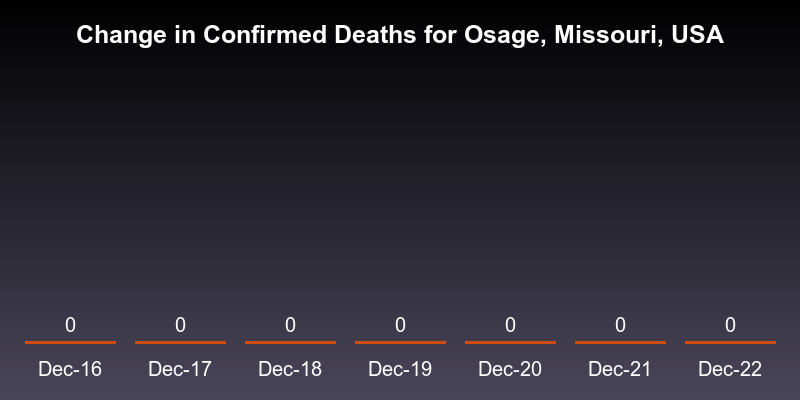 Change in Confirmed Deaths for Osage, Missouri, USA
0 0 0 0 0 0 0
Dec-16 Dec-17 Dec-18 Dec-19 Dec-20 Dec-21 Dec-22